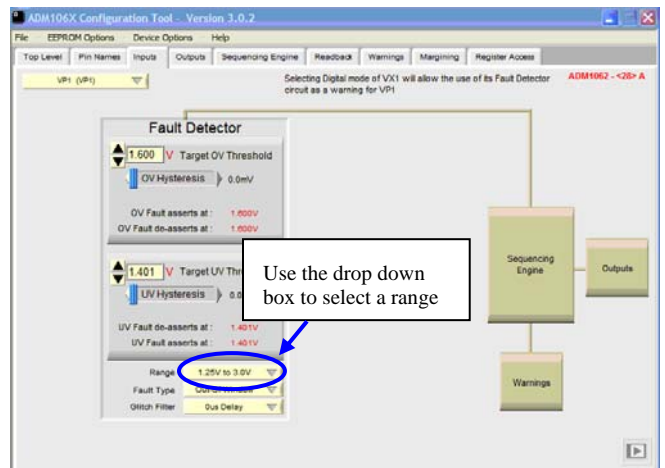 ADM106X Configuration Tool - Version 3.0.2
File EEPROM Options Device Options Help
Top Level Pin Names Inputs Outputs Sequencing Engine Readback Warnings Margining Register Access
VP1 (VP1)
Selecting Digital mode of VX1 will allow the use of its Fault Detector
circuit as a warning for VP1
ADM1062 - <28> A
Fault Detector
1.600 V Target OV Threshold
OV Hysteresis 0.0mV
OV Fault asserts at : 1.600V
OV Fault de-asserts at : 1.600V
1.401 V Target UV Thr
UV Hysteresis 0.0
UV Fault de-asserts at : 1.401V
UV Fault asserts at : 1.401V
Range 1.25V to 3.0V
Fault Type
Glitch Filter 0us Delay
Use the drop down
box to select a range
Sequencing
Engine
Outputs
Warnings